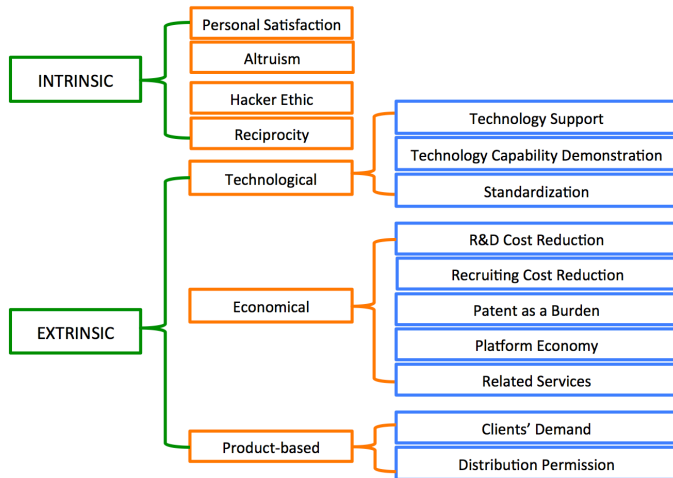 INTRINSIC
Personal Satisfaction
Altruism
Hacker Ethic
Reciprocity
EXTRINSIC
Technological
Technology Support
Technology Capability Demonstration
Standardization
Economical
R&D Cost Reduction
Recruiting Cost Reduction
Patent as a Burden
Platform Economy
Related Services
Product-based
Clients’ Demand
Distribution Permission